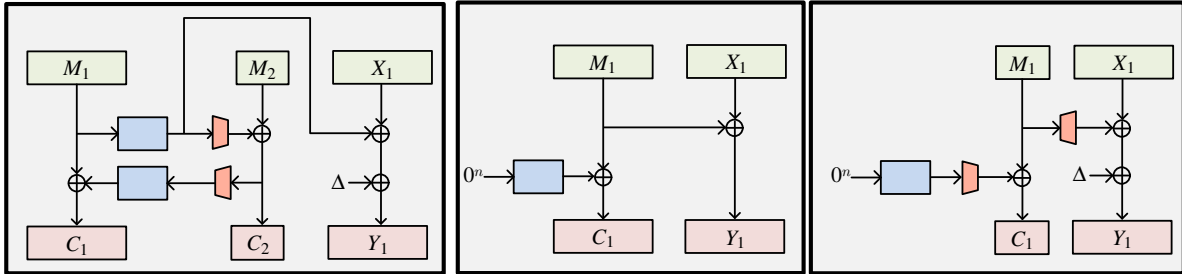 M₁ M₂ X₁
Δ
C₁ C₂ Y₁
M₁ X₁
0ⁿ
C₁ Y₁
M₁ X₁
0ⁿ Δ
C₁ Y₁